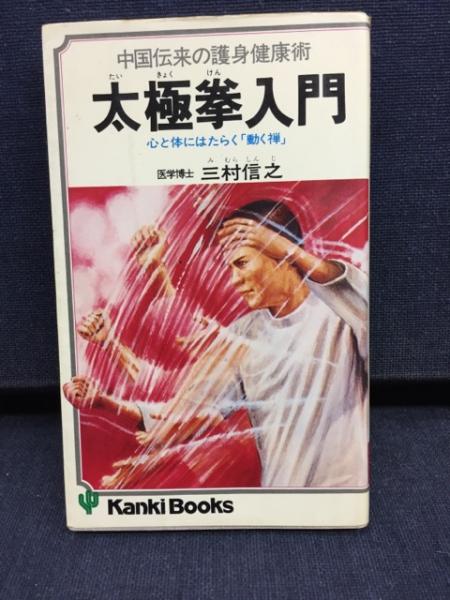 中国伝来の護身健康術
たい きょく けん
太極拳入門
心と体にはたらく「動く禅」
み むら しん じ
医学博士 三村信之
Kanki Books